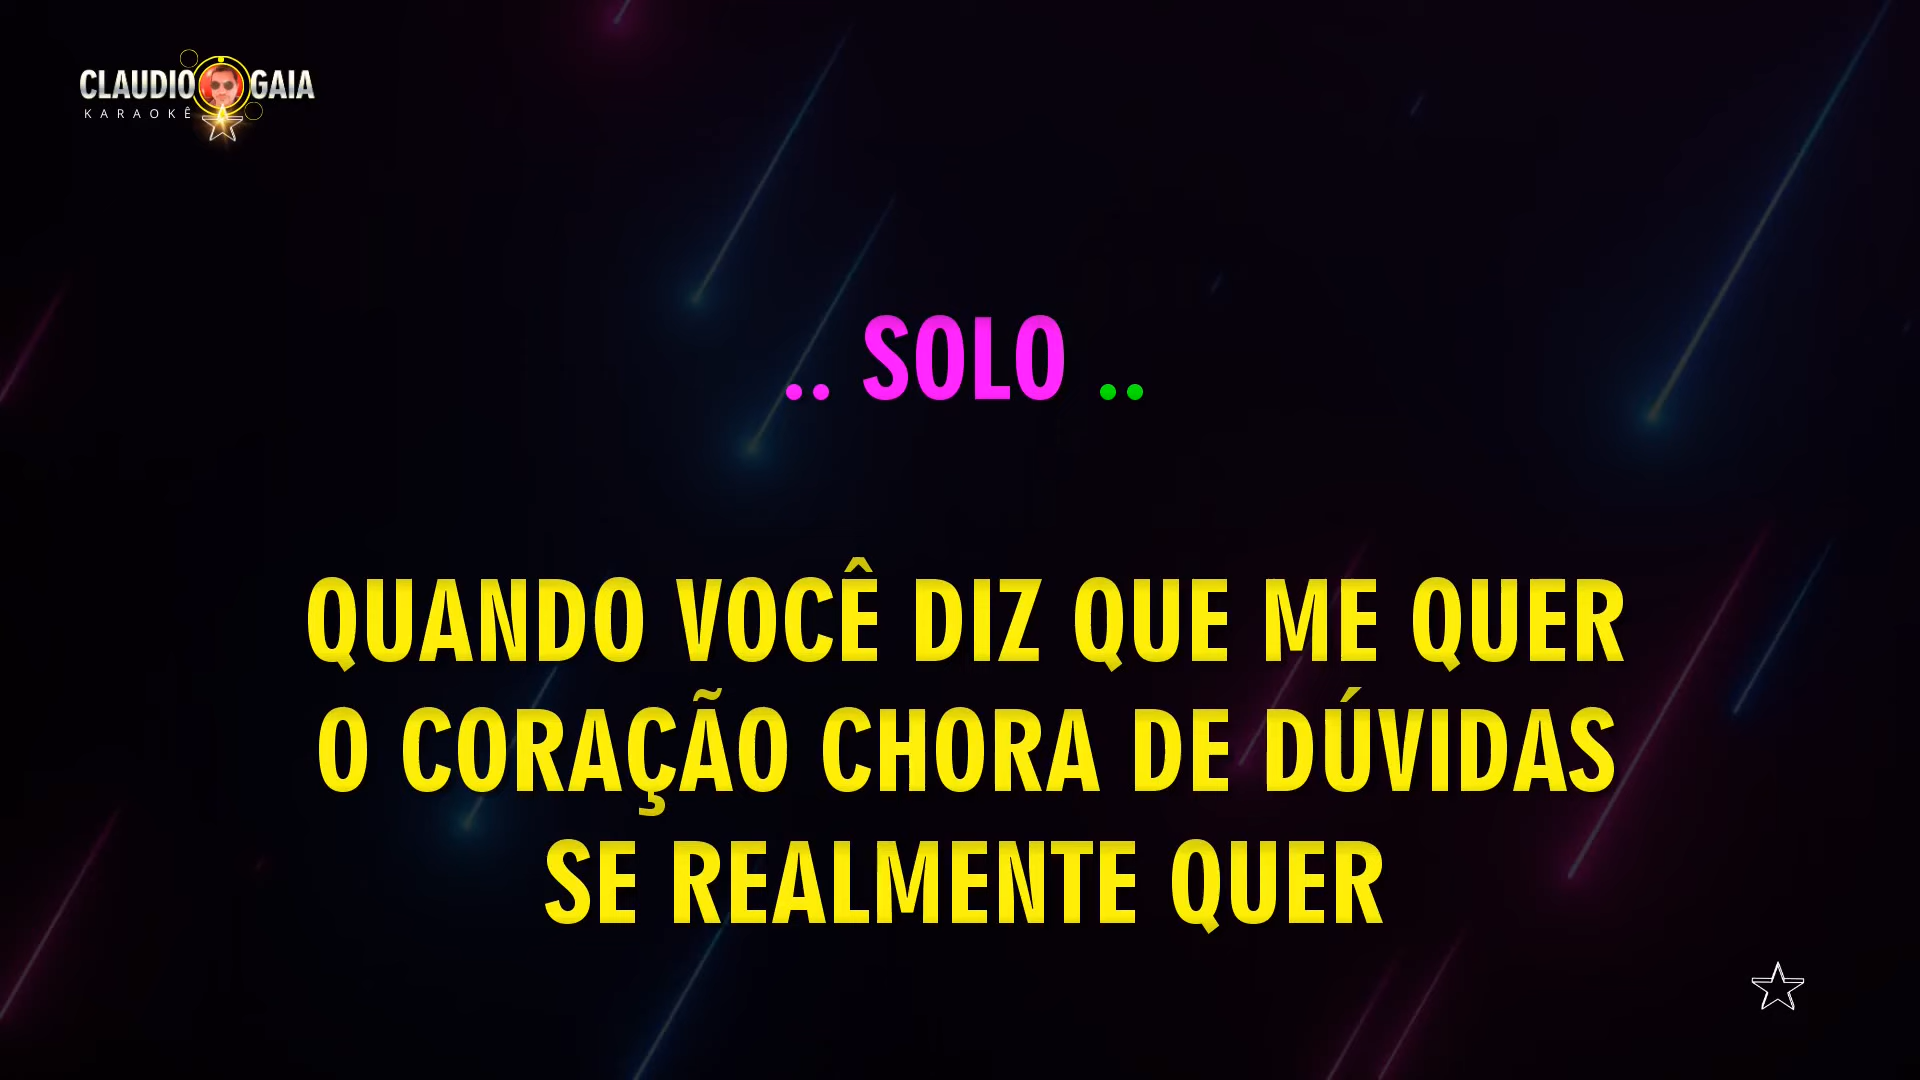 CLAUDIO GAIA
KARAOKÊ
.. SOLO ..
QUANDO VOCÊ DIZ QUE ME QUER
O CORAÇÃO CHORA DE DÚVIDAS
SE REALMENTE QUER